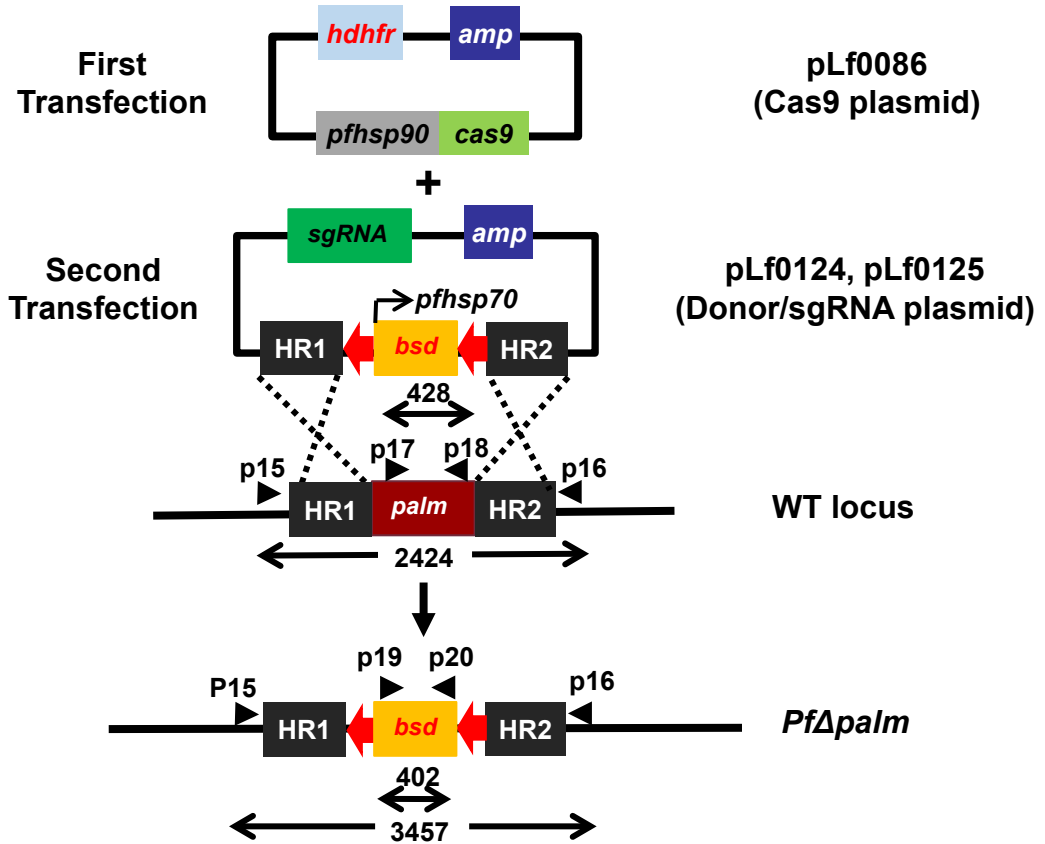 First
Transfection
hdhfr
amp
pfhsp90
cas9
pLf0086
(Cas9 plasmid)
+
Second
Transfection
sgRNA
amp
pfhsp70
HR1
bsd
HR2
pLf0124, pLf0125
(Donor/sgRNA plasmid)
428
p15
p17
p18
p16
HR1
palm
HR2
WT locus
2424
P15
p19
p20
p16
HR1
bsd
HR2
PfΔpalm
402
3457